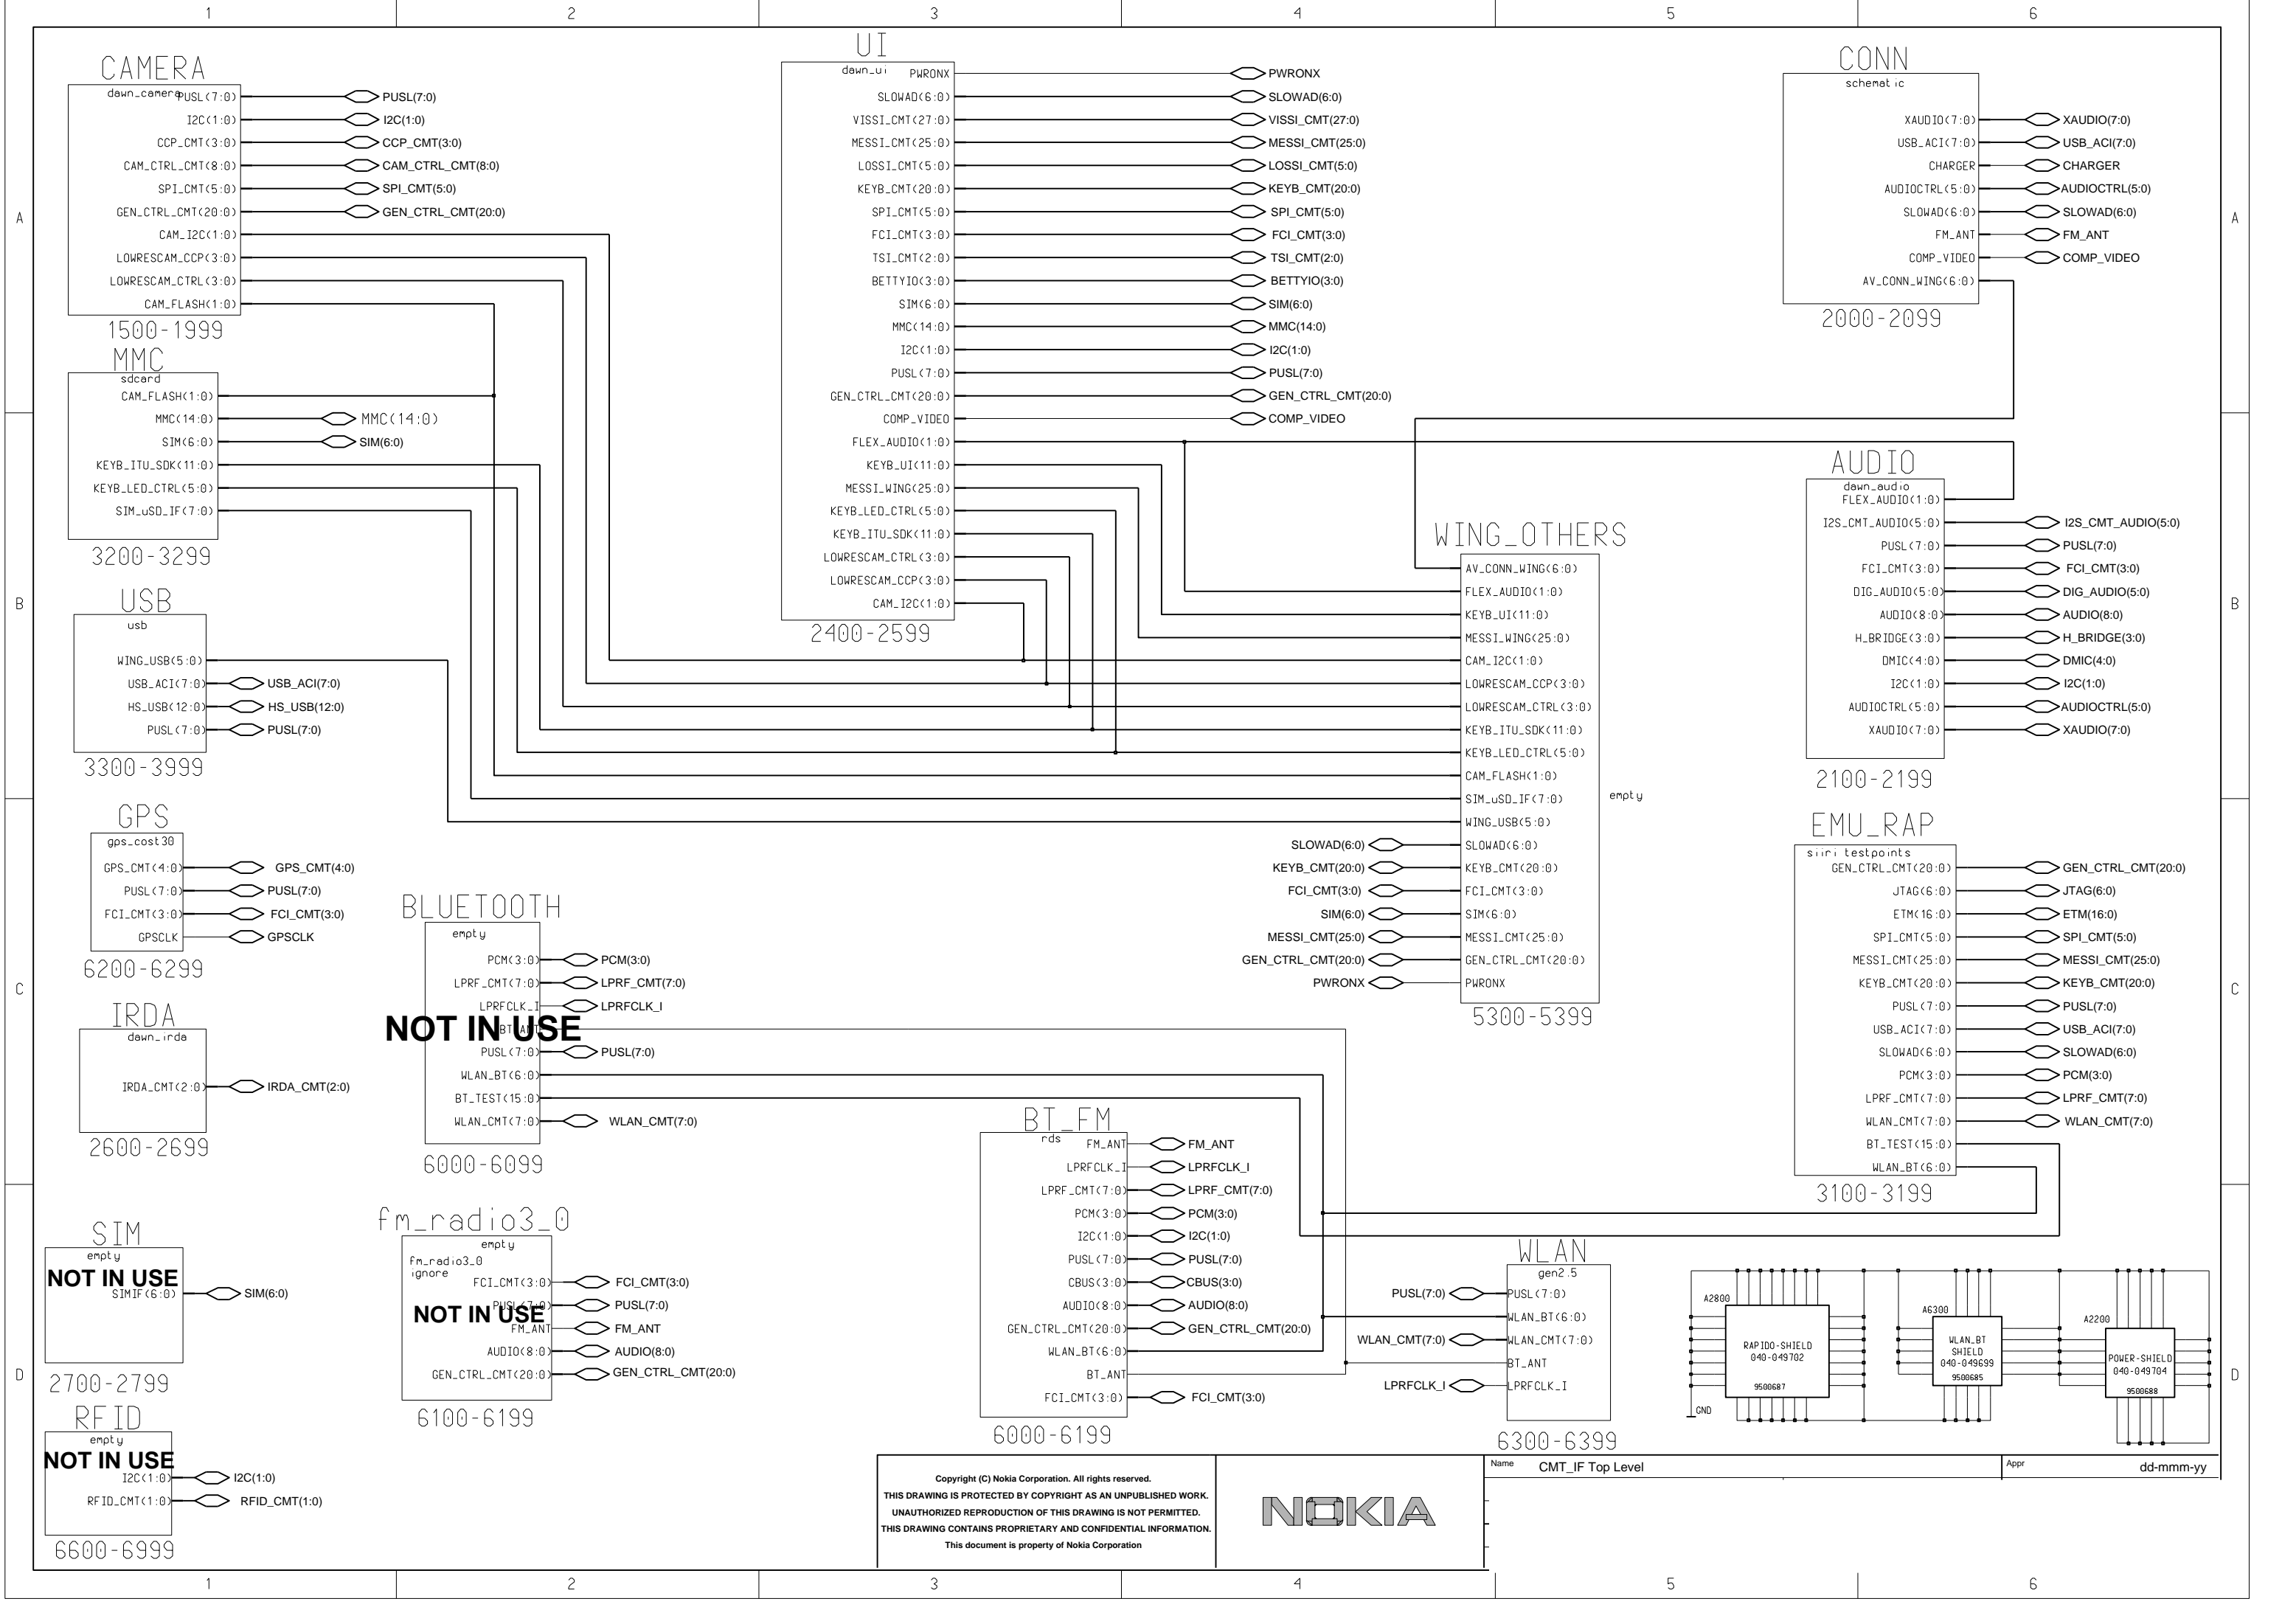 1 2 3 4 5 6
A
B
C
D
CAMERA
dawn_camera
PUSL(7:0) PUSL(7:0)
I2C(1:0) I2C(1:0)
CCP_CMT(3:0) CCP_CMT(3:0)
CAM_CTRL_CMT(8:0) CAM_CTRL_CMT(8:0)
SPI_CMT(5:0) SPI_CMT(5:0)
GEN_CTRL_CMT(20:0) GEN_CTRL_CMT(20:0)
CAM_I2C(1:0)
LOWRESCAM_CCP(3:0)
LOWRESCAM_CTRL(3:0)
CAM_FLASH(1:0)
1500-1999
MMC
sdcard
CAM_FLASH(1:0)
MMC(14:0) MMC(14:0)
SIM(6:0) SIM(6:0)
KEYB_ITU_SDK(11:0)
KEYB_LED_CTRL(5:0)
SIM_uSD_IF(7:0)
3200-3299
USB
usb
WING_USB(5:0)
USB_ACI(7:0) USB_ACI(7:0)
HS_USB(12:0) HS_USB(12:0)
PUSL(7:0) PUSL(7:0)
3300-3999
GPS
gps_cost30
GPS_CMT(4:0) GPS_CMT(4:0)
PUSL(7:0) PUSL(7:0)
FCI_CMT(3:0) FCI_CMT(3:0)
GPSCLK GPSCLK
6200-6299
IRDA
dawn_irda
IRDA_CMT(2:0) IRDA_CMT(2:0)
2600-2699
SIM
empty
NOT IN USE
SIMIF(6:0) SIM(6:0)
2700-2799
RFID
empty
NOT IN USE
I2C(1:0) I2C(1:0)
RFID_CMT(1:0) RFID_CMT(1:0)
6600-6999
BLUETOOTH
empty
PCM(3:0) PCM(3:0)
LPRF_CMT(7:0) LPRF_CMT(7:0)
LPRFCLK_I LPRFCLK_I
NOT IN USE
BT_ANT
PUSL(7:0) PUSL(7:0)
WLAN_BT(6:0)
BT_TEST(15:0)
WLAN_CMT(7:0) WLAN_CMT(7:0)
6000-6099
fm_radio3_0
empty
fm_radio3_0
ignore
FCI_CMT(3:0) FCI_CMT(3:0)
PUSL(7:0) PUSL(7:0)
NOT IN USE
FM_ANT FM_ANT
AUDIO(8:0) AUDIO(8:0)
GEN_CTRL_CMT(20:0) GEN_CTRL_CMT(20:0)
6100-6199
UI
dawn_ui
PWRONX PWRONX
SLOWAD(6:0) SLOWAD(6:0)
VISSI_CMT(27:0) VISSI_CMT(27:0)
MESSI_CMT(25:0) MESSI_CMT(25:0)
LOSSI_CMT(5:0) LOSSI_CMT(5:0)
KEYB_CMT(20:0) KEYB_CMT(20:0)
SPI_CMT(5:0) SPI_CMT(5:0)
FCI_CMT(3:0) FCI_CMT(3:0)
TSI_CMT(2:0) TSI_CMT(2:0)
BETTYIO(3:0) BETTYIO(3:0)
SIM(6:0) SIM(6:0)
MMC(14:0) MMC(14:0)
I2C(1:0) I2C(1:0)
PUSL(7:0) PUSL(7:0)
GEN_CTRL_CMT(20:0) GEN_CTRL_CMT(20:0)
COMP_VIDEO COMP_VIDEO
FLEX_AUDIO(1:0)
KEYB_UI(11:0)
MESSI_WING(25:0)
KEYB_LED_CTRL(5:0)
KEYB_ITU_SDK(11:0)
LOWRESCAM_CTRL(3:0)
LOWRESCAM_CCP(3:0)
CAM_I2C(1:0)
2400-2599
WING_OTHERS
AV_CONN_WING(6:0)
FLEX_AUDIO(1:0)
KEYB_UI(11:0)
MESSI_WING(25:0)
CAM_I2C(1:0)
LOWRESCAM_CCP(3:0)
LOWRESCAM_CTRL(3:0)
KEYB_ITU_SDK(11:0)
KEYB_LED_CTRL(5:0)
CAM_FLASH(1:0)
SIM_uSD_IF(7:0) empty
WING_USB(5:0)
SLOWAD(6:0) SLOWAD(6:0)
KEYB_CMT(20:0) KEYB_CMT(20:0)
FCI_CMT(3:0) FCI_CMT(3:0)
SIM(6:0) SIM(6:0)
MESSI_CMT(25:0) MESSI_CMT(25:0)
GEN_CTRL_CMT(20:0) GEN_CTRL_CMT(20:0)
PWRONX PWRONX
5300-5399
BT_FM
rds
FM_ANT FM_ANT
LPRFCLK_I LPRFCLK_I
LPRF_CMT(7:0) LPRF_CMT(7:0)
PCM(3:0) PCM(3:0)
I2C(1:0) I2C(1:0)
PUSL(7:0) PUSL(7:0)
CBUS(3:0) CBUS(3:0)
AUDIO(8:0) AUDIO(8:0)
GEN_CTRL_CMT(20:0) GEN_CTRL_CMT(20:0)
WLAN_BT(6:0)
BT_ANT
FCI_CMT(3:0) FCI_CMT(3:0)
6000-6199
WLAN
gen2.5
PUSL(7:0) PUSL(7:0)
WLAN_BT(6:0)
WLAN_CMT(7:0) WLAN_CMT(7:0)
BT_ANT
LPRFCLK_I LPRFCLK_I
6300-6399
CONN
schematic
XAUDIO(7:0) XAUDIO(7:0)
USB_ACI(7:0) USB_ACI(7:0)
CHARGER CHARGER
AUDIOCTRL(5:0) AUDIOCTRL(5:0)
SLOWAD(6:0) SLOWAD(6:0)
FM_ANT FM_ANT
COMP_VIDEO COMP_VIDEO
AV_CONN_WING(6:0)
2000-2099
AUDIO
dawn_audio
FLEX_AUDIO(1:0)
I2S_CMT_AUDIO(5:0) I2S_CMT_AUDIO(5:0)
PUSL(7:0) PUSL(7:0)
FCI_CMT(3:0) FCI_CMT(3:0)
DIG_AUDIO(5:0) DIG_AUDIO(5:0)
AUDIO(8:0) AUDIO(8:0)
H_BRIDGE(3:0) H_BRIDGE(3:0)
DMIC(4:0) DMIC(4:0)
I2C(1:0) I2C(1:0)
AUDIOCTRL(5:0) AUDIOCTRL(5:0)
XAUDIO(7:0) XAUDIO(7:0)
2100-2199
EMU_RAP
siiri testpoints
GEN_CTRL_CMT(20:0) GEN_CTRL_CMT(20:0)
JTAG(6:0) JTAG(6:0)
ETM(16:0) ETM(16:0)
SPI_CMT(5:0) SPI_CMT(5:0)
MESSI_CMT(25:0) MESSI_CMT(25:0)
KEYB_CMT(20:0) KEYB_CMT(20:0)
PUSL(7:0) PUSL(7:0)
USB_ACI(7:0) USB_ACI(7:0)
SLOWAD(6:0) SLOWAD(6:0)
PCM(3:0) PCM(3:0)
LPRF_CMT(7:0) LPRF_CMT(7:0)
WLAN_CMT(7:0) WLAN_CMT(7:0)
BT_TEST(15:0)
WLAN_BT(6:0)
3100-3199
A2800
RAPIDO-SHIELD
040-049702
9500687
GND
A6300
WLAN_BT
SHIELD
040-049699
9500685
A2200
POWER-SHIELD
040-049704
9500688
Copyright (C) Nokia Corporation. All rights reserved.
THIS DRAWING IS PROTECTED BY COPYRIGHT AS AN UNPUBLISHED WORK.
UNAUTHORIZED REPRODUCTION OF THIS DRAWING IS NOT PERMITTED.
THIS DRAWING CONTAINS PROPRIETARY AND CONFIDENTIAL INFORMATION.
This document is property of Nokia Corporation
NOKIA
Name CMT_IF Top Level
Appr dd-mmm-yy
A
B
C
D
1 2 3 4 5 6